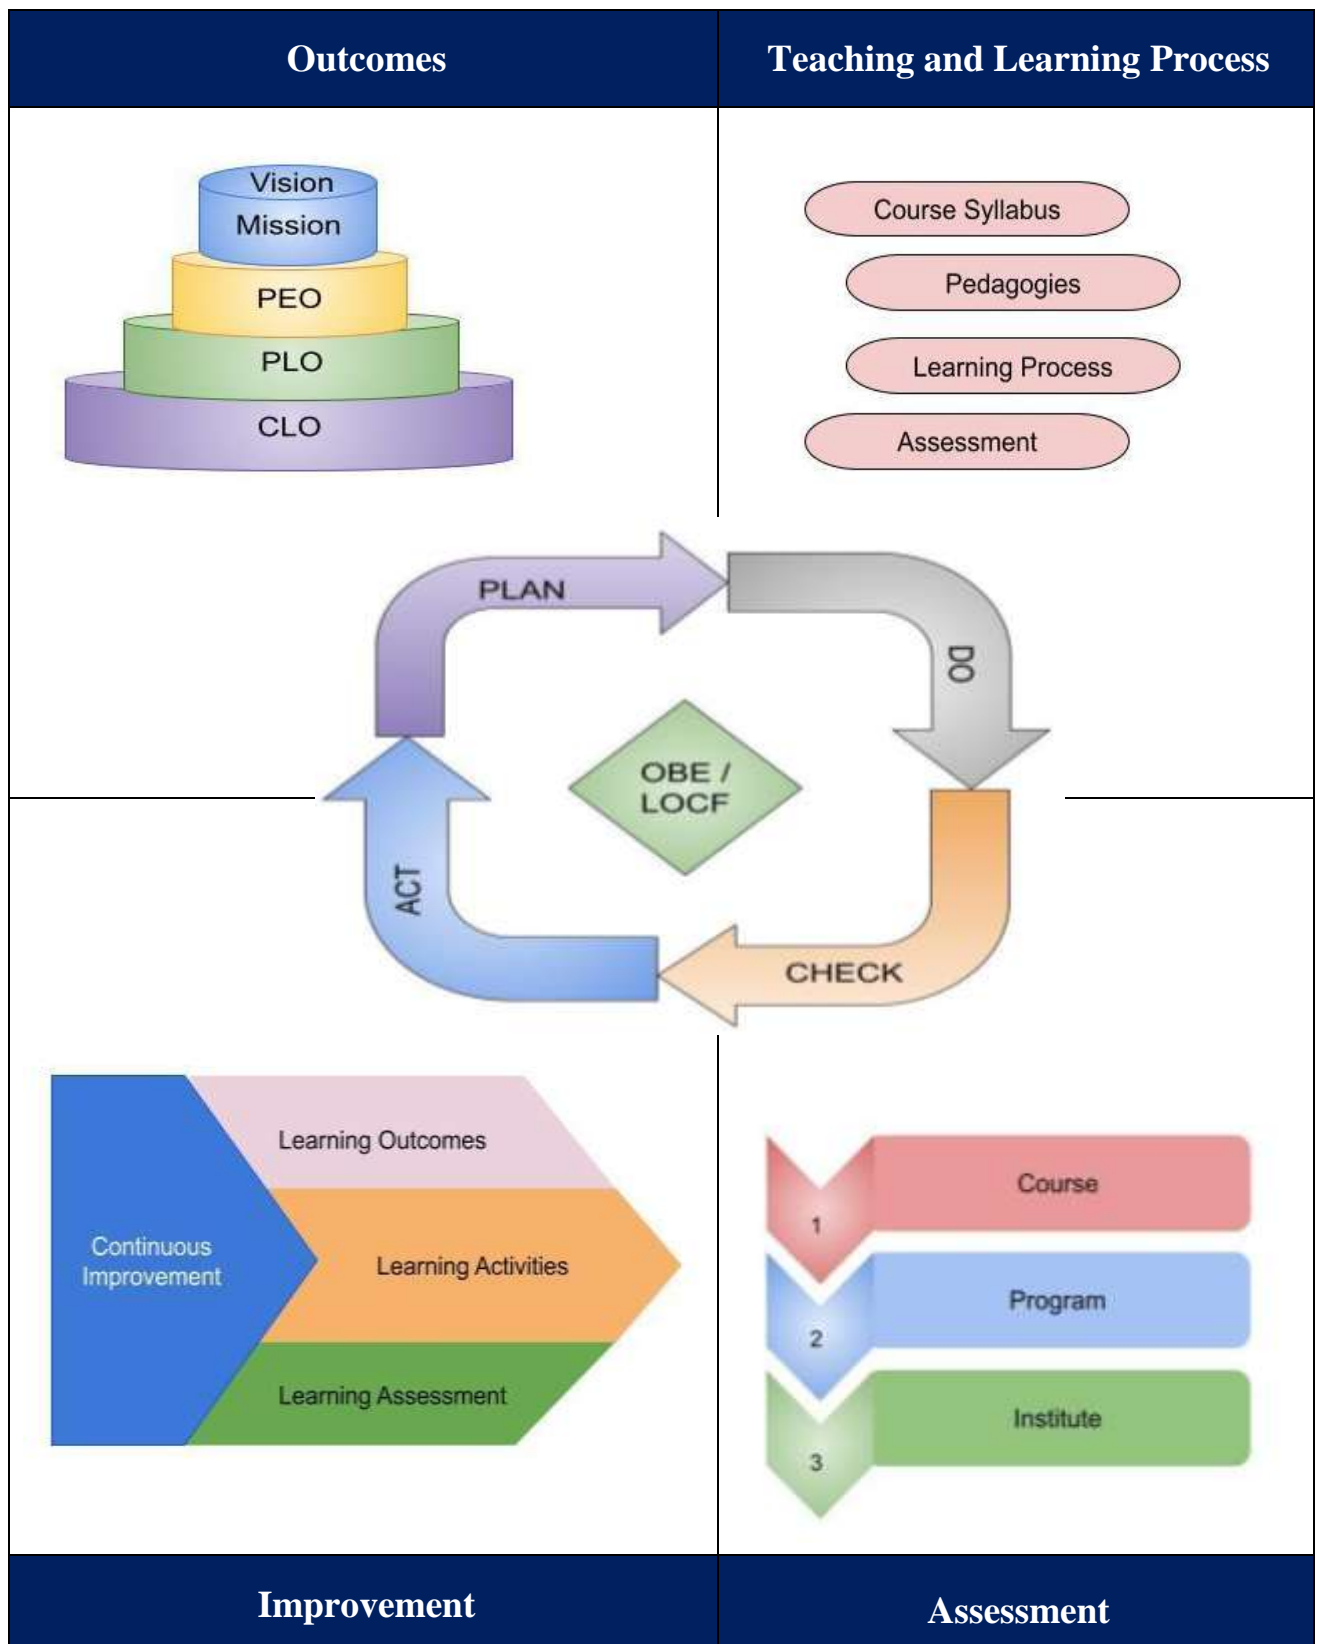 Outcomes
Teaching and Learning Process
Vision
Mission
PEO
PLO
CLO
Course Syllabus
Pedagogies
Learning Process
Assessment
PLAN
DO
OBE /
LOCF
ACT
CHECK
Continuous
Improvement
Learning Outcomes
Learning Activities
Learning Assessment
1
Course
2
Program
3
Institute
Improvement
Assessment